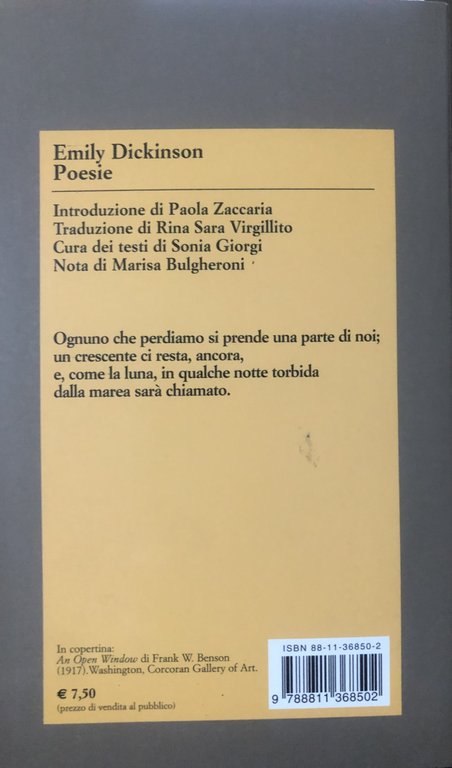 Emily Dickinson
Poesie
Introduzione di Paola Zaccaria
Traduzione di Rina Sara Virgillito
Cura dei testi di Sonia Giorgi
Nota di Marisa Bulgheroni
Ognuno che perdiamo si prende una parte di noi;
un crescente ci resta, ancora,
e, come la luna, in qualche notte torbida
dalla marea sarà chiamato.
In copertina:
An Open Window di Frank W. Benson
(1917). Washington, Corcoran Gallery of Art.
€ 7,50
(prezzo di vendita al pubblico)
ISBN 88-11-36850-2
9 788811 368502